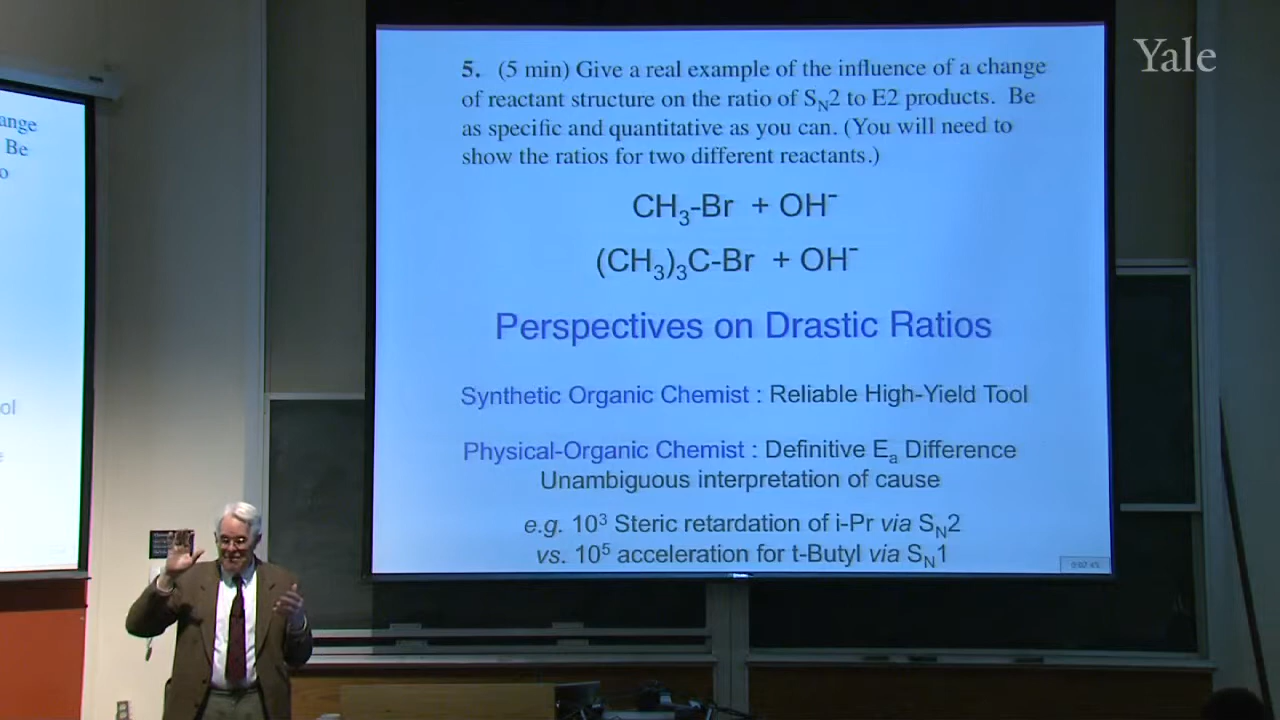 Yale
5. (5 min) Give a real example of the influence of a change
of reactant structure on the ratio of SN2 to E2 products. Be
as specific and quantitative as you can. (You will need to
show the ratios for two different reactants.)
CH3-Br + OH⁻
(CH3)3C-Br + OH⁻
Perspectives on Drastic Ratios
Synthetic Organic Chemist : Reliable High-Yield Tool
Physical-Organic Chemist : Definitive Ea Difference
Unambiguous interpretation of cause
e.g. 10³ Steric retardation of i-Pr via SN2
vs. 10⁵ acceleration for t-Butyl via SN1
ange
Be
o
ol
e